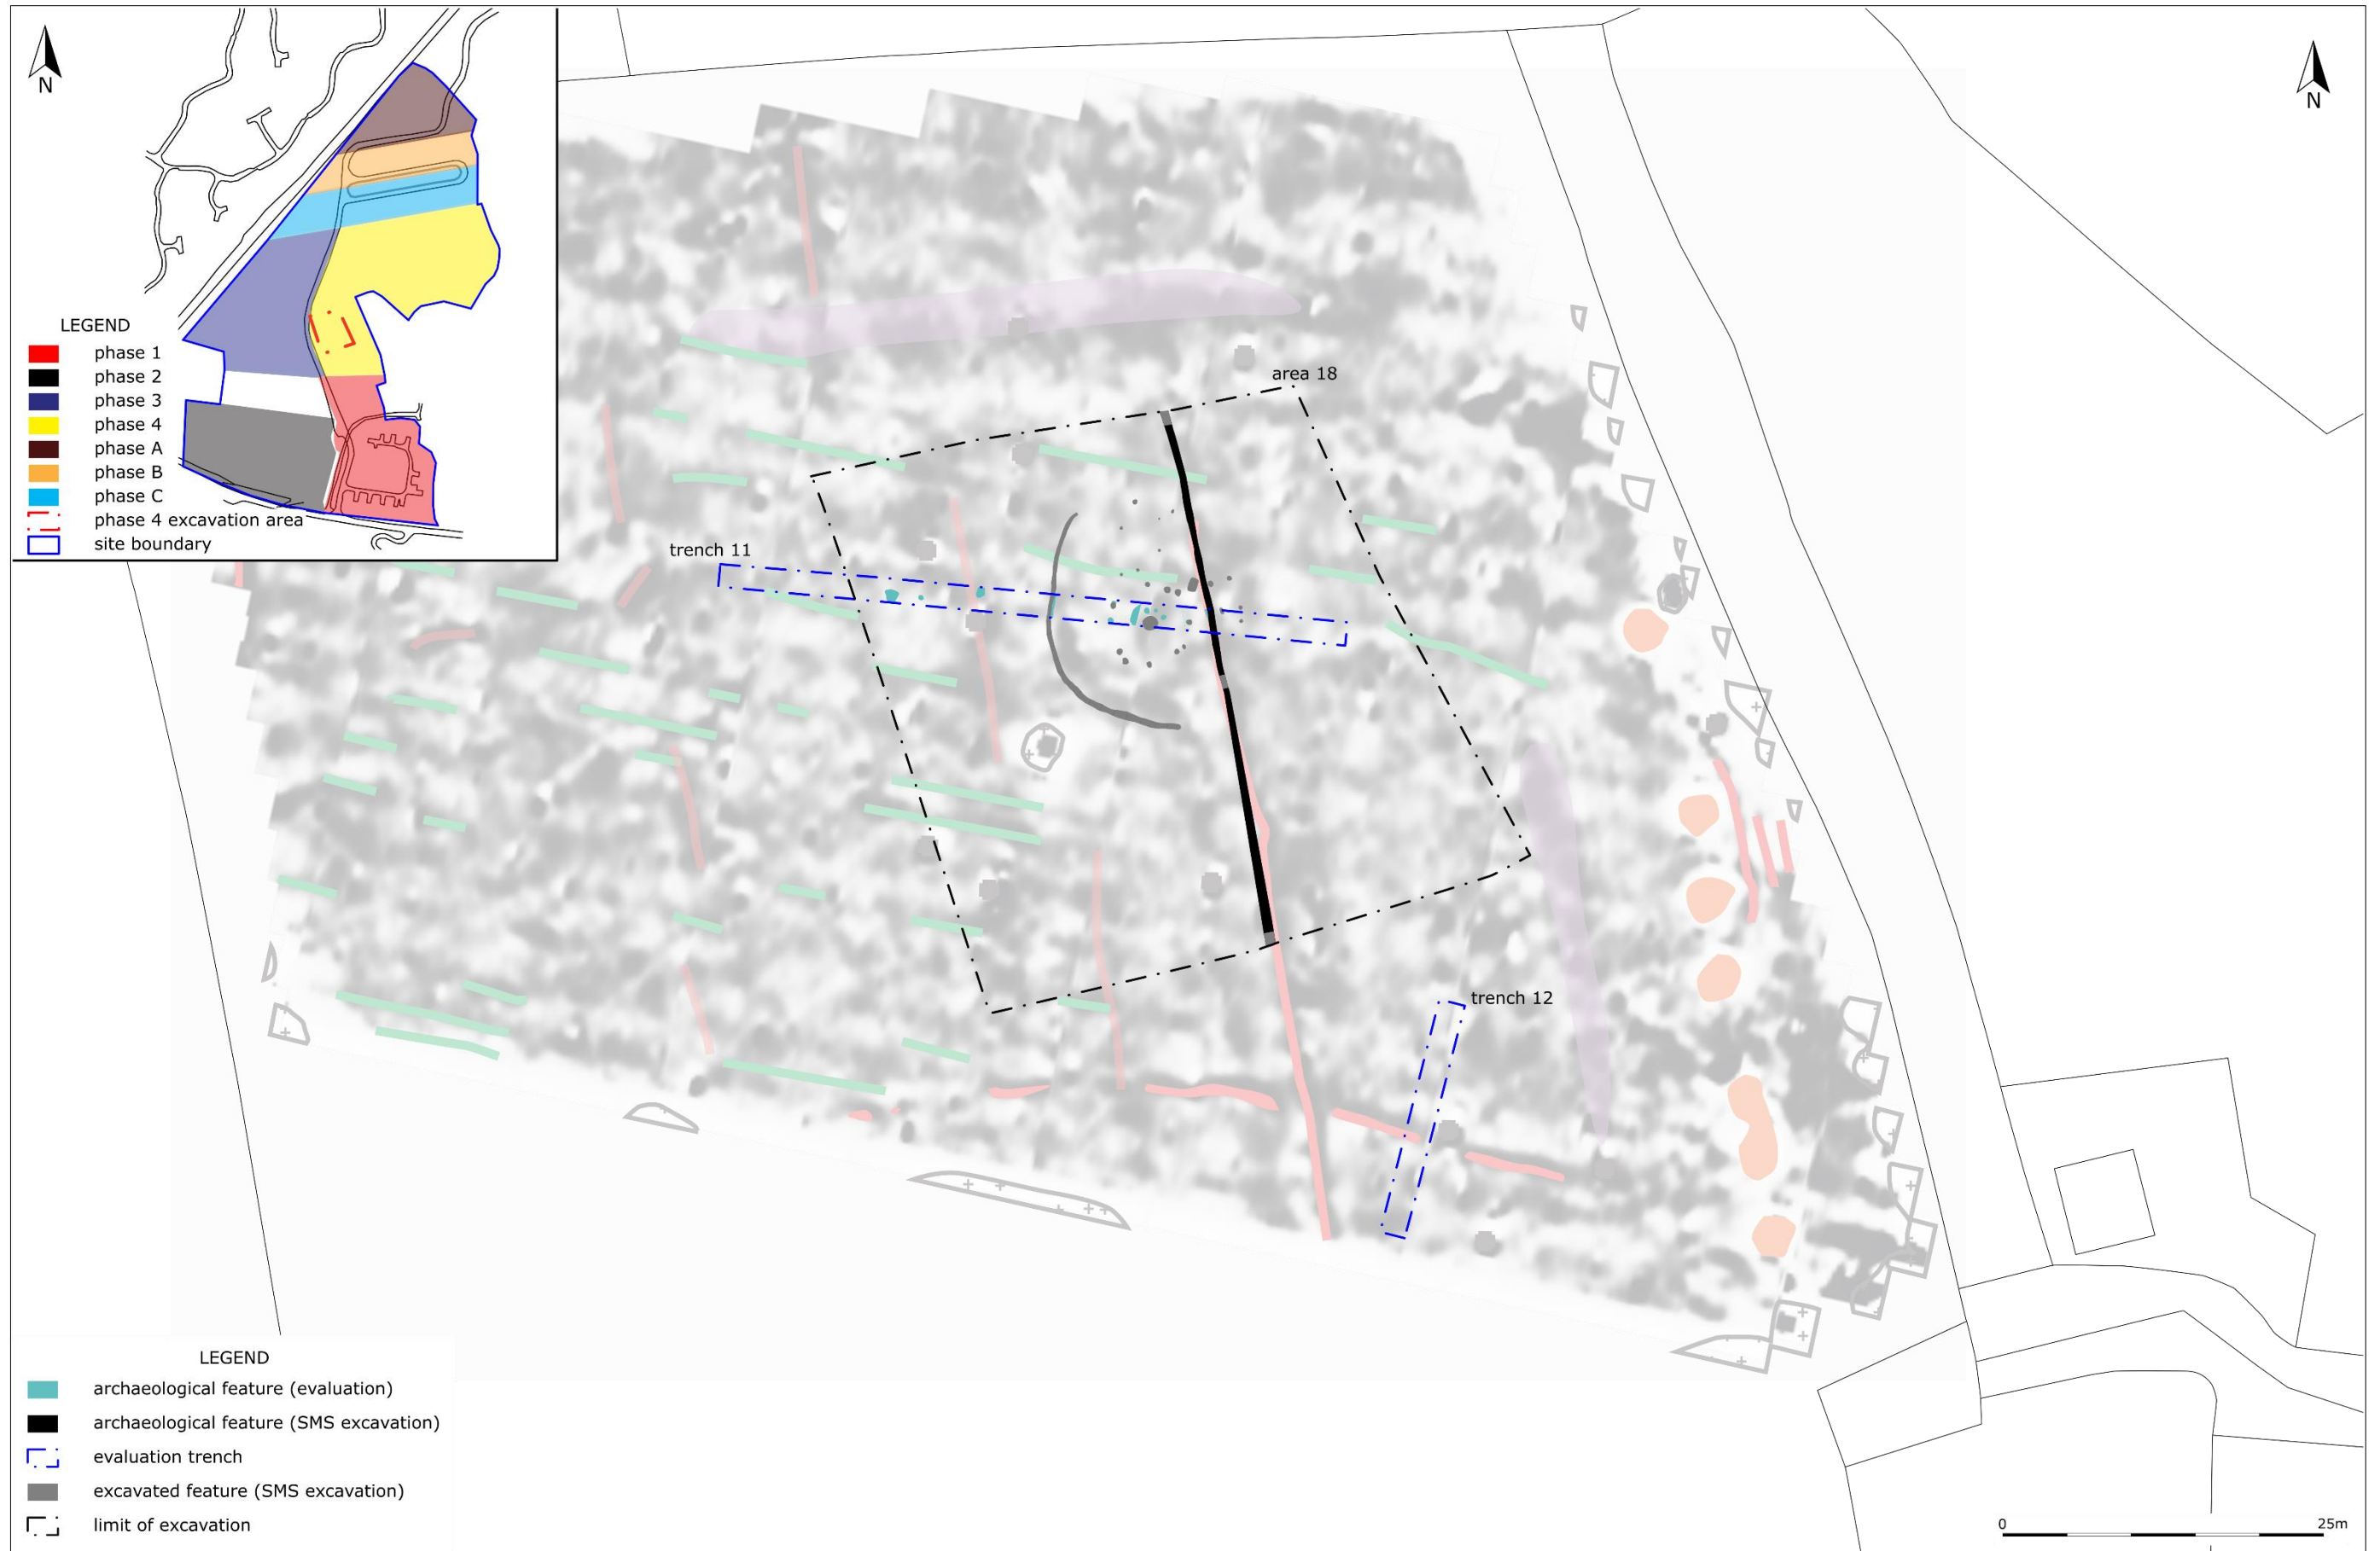 N
LEGEND
phase 1
phase 2
phase 3
phase 4
phase A
phase B
phase C
phase 4 excavation area
site boundary
N
area 18
trench 11
trench 12
LEGEND
archaeological feature (evaluation)
archaeological feature (SMS excavation)
evaluation trench
excavated feature (SMS excavation)
limit of excavation
0 25m